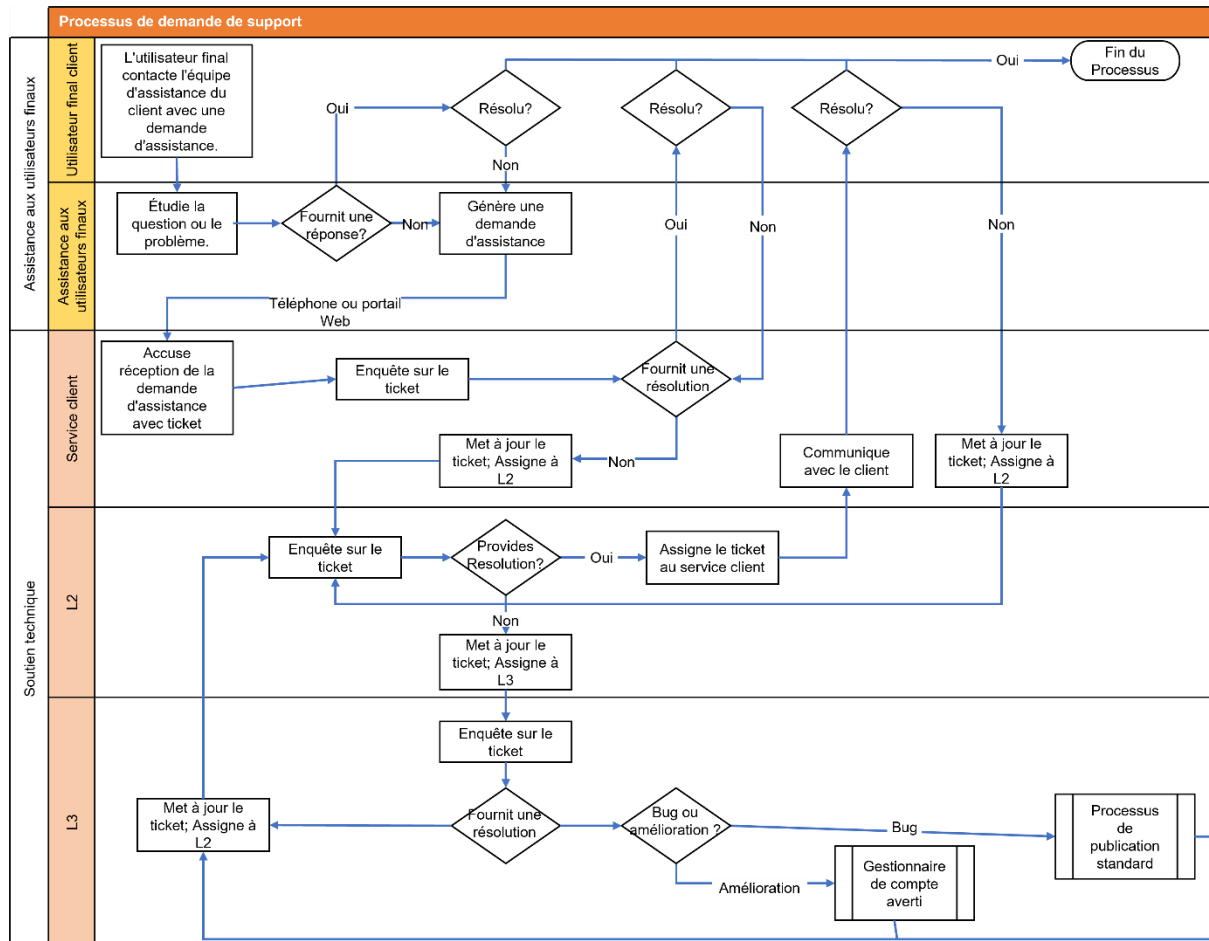 Processus de demande de support
Assistance aux utilisateurs finaux
Utilisateur final client
L'utilisateur final
contacte l'équipe
d'assistance du
client avec une
demande
d'assistance.
Oui
Résolu?
Non
Résolu?
Résolu?
Oui
Fin du
Processus
Assistance aux
utilisateurs finaux
Étudie la
question ou le
problème.
Fournit une
réponse?
Non
Génère une
demande
d'assistance
Oui
Non
Non
Téléphone ou portail
Web
Soutien technique
Service client
Accuse
réception de la
demande
d'assistance
avec ticket
Enquête sur le
ticket
Fournit une
résolution
Non
Met à jour le
ticket; Assigne à
L2
Communique
avec le client
Met à jour le
ticket; Assigne à
L2
L2
Enquête sur le
ticket
Provides
Resolution?
Oui
Assigne le ticket
au service client
Non
Met à jour le
ticket; Assigne à
L3
L3
Enquête sur le
ticket
Met à jour le
ticket; Assigne à
L2
Fournit une
résolution
Bug ou
amélioration ?
Bug
Processus
de
publication
standard
Amélioration
Gestionnaire
de compte
averti